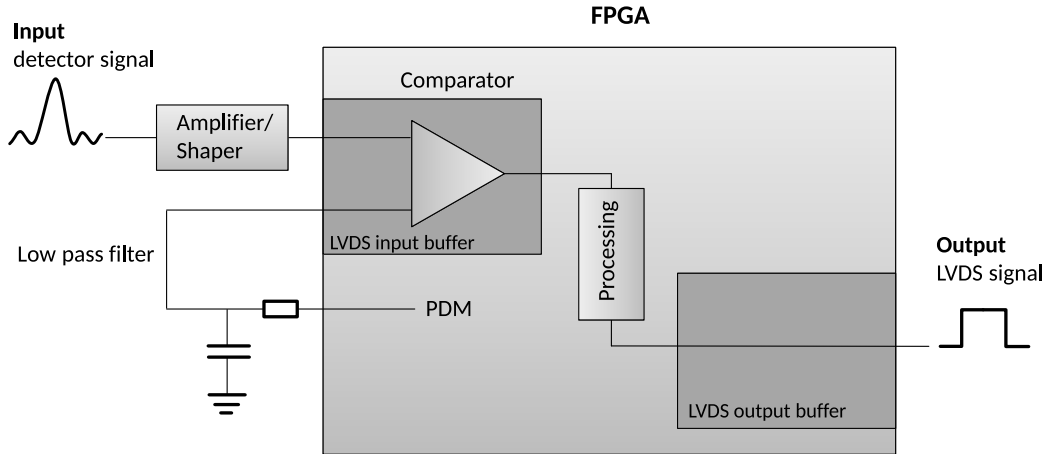 FPGA
Input
detector signal
Comparator
Amplifier/
Shaper
LVDS input buffer
Processing
Low pass filter
PDM
Output
LVDS signal
LVDS output buffer